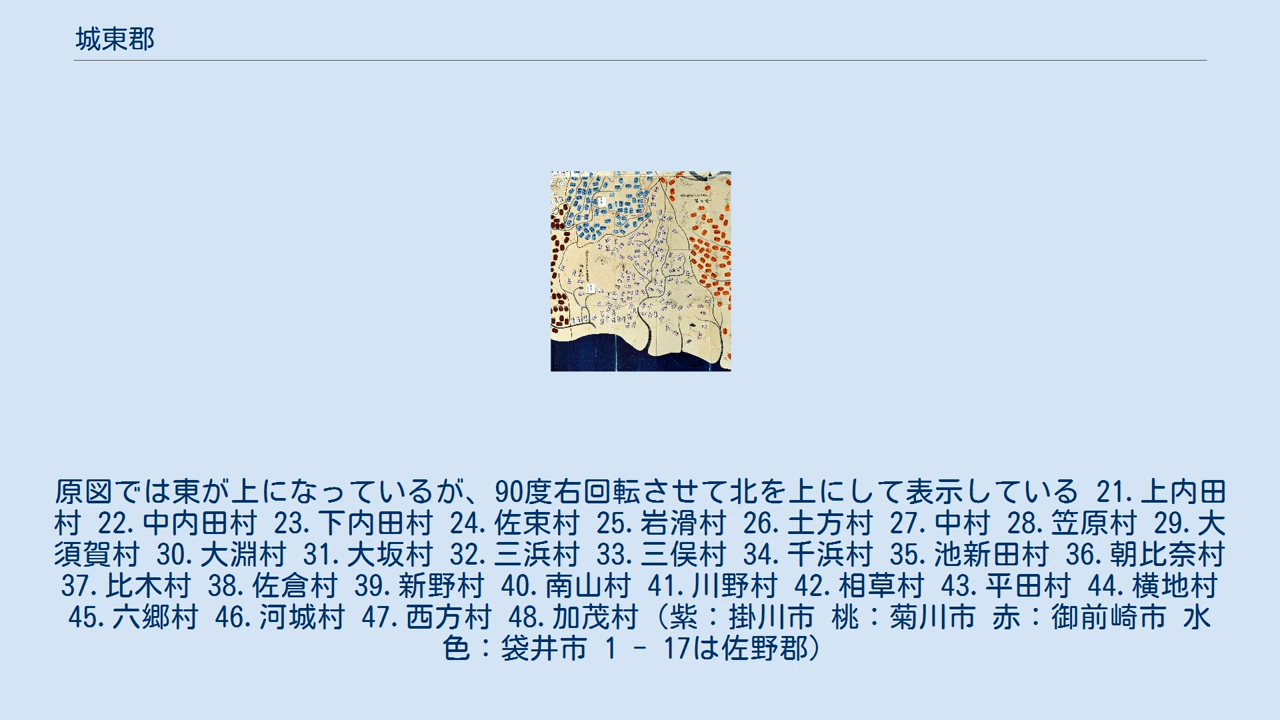 城東郡
原図では東が上になっているが、90度右回転させて北を上にして表示している 21.上内田
村 22.中内田村 23.下内田村 24.佐束村 25.岩滑村 26.土方村 27.中村 28.笠原村 29.大
須賀村 30.大淵村 31.大坂村 32.三浜村 33.三俣村 34.千浜村 35.池新田村 36.朝比奈村
37.比木村 38.佐倉村 39.新野村 40.南山村 41.川野村 42.相草村 43.平田村 44.横地村
45.六郷村 46.河城村 47.西方村 48.加茂村（紫：掛川市 桃：菊川市 赤：御前崎市 水
色：袋井市 1 - 17は佐野郡）